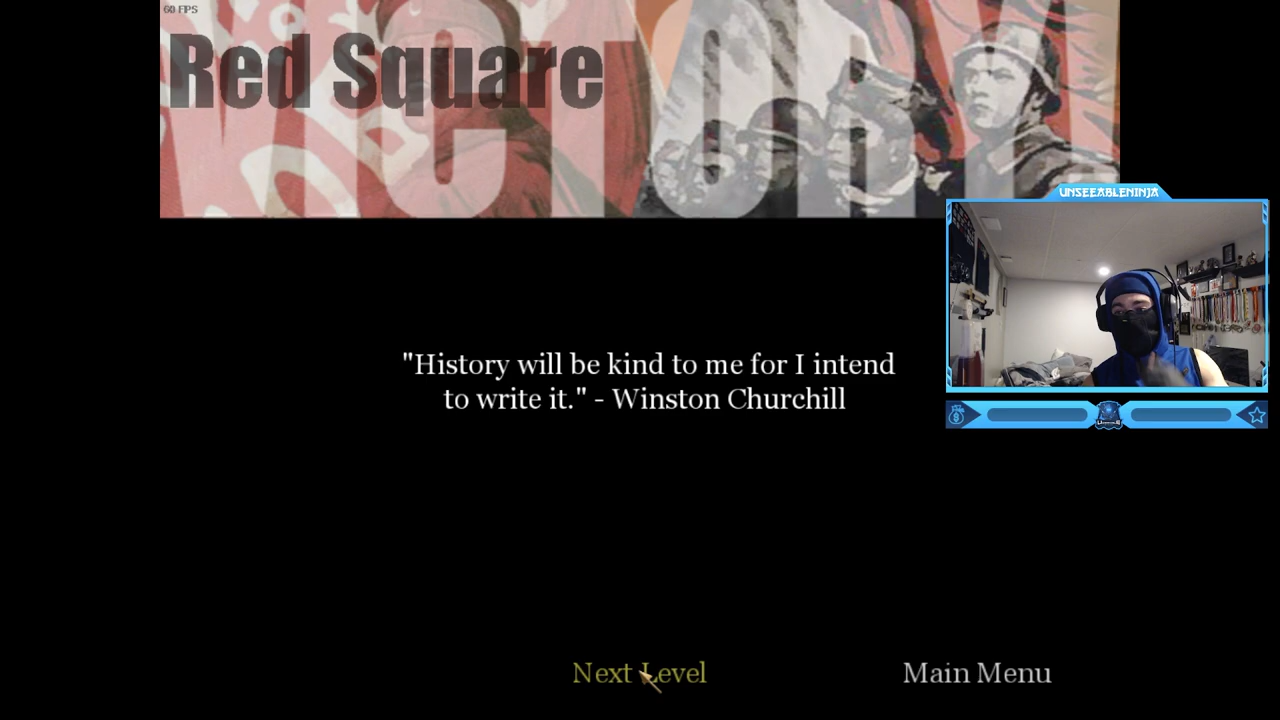 60 FPS
VICTORY
Red Square
UNSEEABLENINJA
"History will be kind to me for I intend
to write it." - Winston Churchill
Next Level
Main Menu